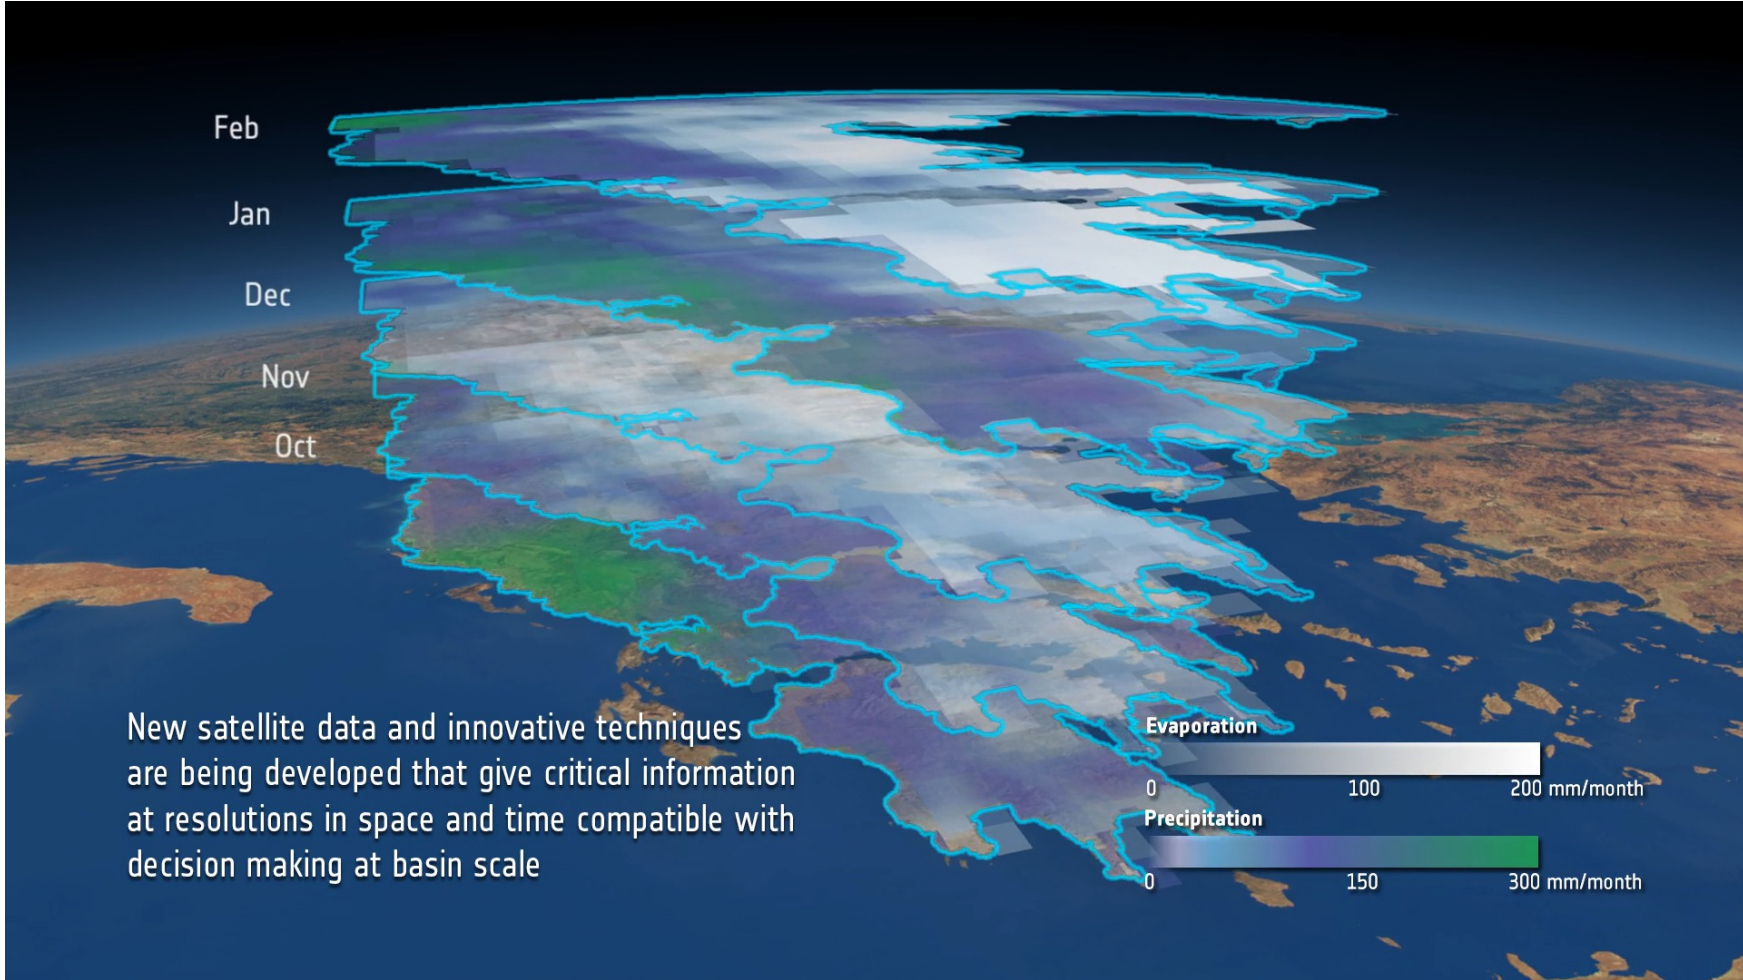 Feb
Jan
Dec
Nov
Oct
New satellite data and innovative techniques
are being developed that give critical information
at resolutions in space and time compatible with
decision making at basin scale
Evaporation
0 100 200 mm/month
Precipitation
0 150 300 mm/month